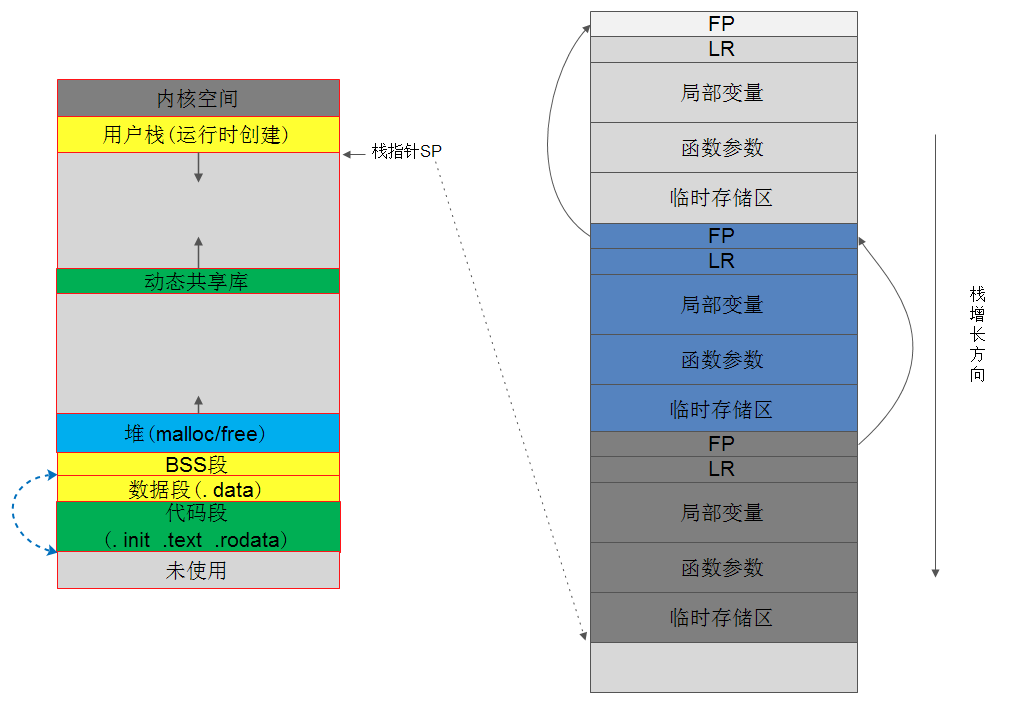 内核空间
用户栈(运行时创建)
栈指针SP
动态共享库
堆(malloc/free)
BSS段
数据段(. data)
代码段
(. init .text .rodata)
未使用
FP
LR
局部变量
函数参数
临时存储区
FP
LR
局部变量
函数参数
临时存储区
FP
LR
局部变量
函数参数
临时存储区
栈增长方向